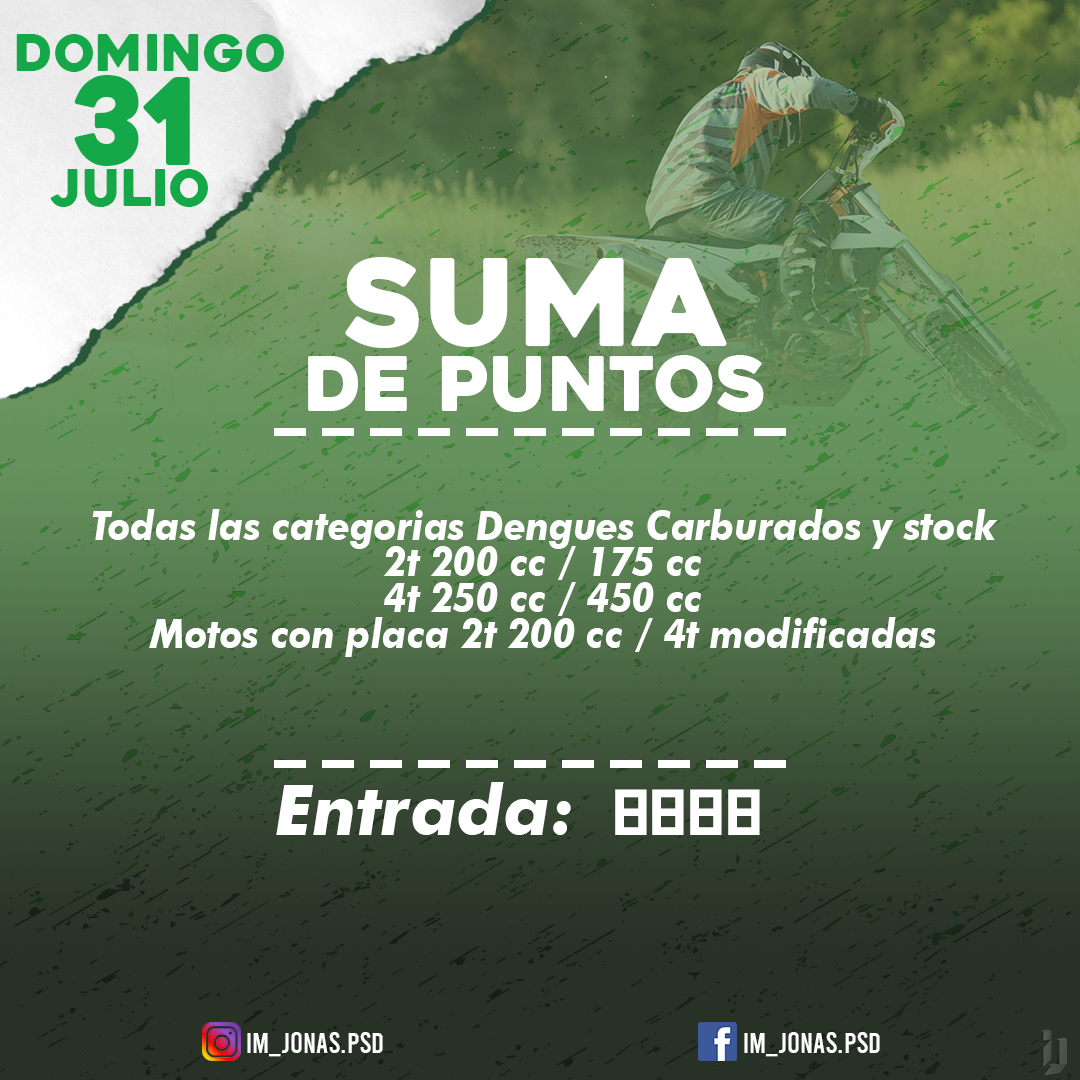 DOMINGO
31
JULIO
SUMA
DE PUNTOS
Todas las categorias Dengues Carburados y stock
2t 200 cc / 175 cc
4t 250 cc / 450 cc
Motos con placa 2t 200 cc / 4t modificadas
Entrada:
IM_JONAS.PSD
IM_JONAS.PSD